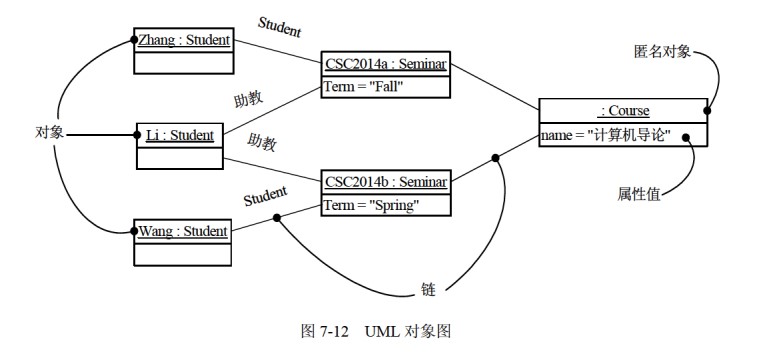 Student
Zhang : Student
匿名对象
CSC2014a : Seminar
Term = "Fall"
助教
: Course
对象
Li : Student
name = "计算机导论"
助教
CSC2014b : Seminar
Student
属性值
Term = "Spring"
Wang : Student
链
图 7-12 UML 对象图